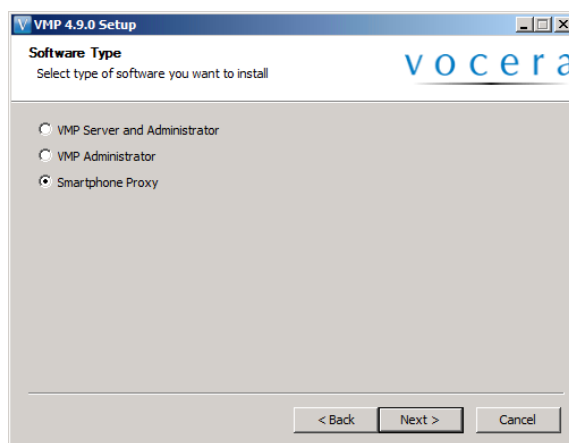 VMP 4.9.0 Setup
Software Type
Select type of software you want to install
vocera
VMP Server and Administrator
VMP Administrator
Smartphone Proxy
< Back
Next >
Cancel